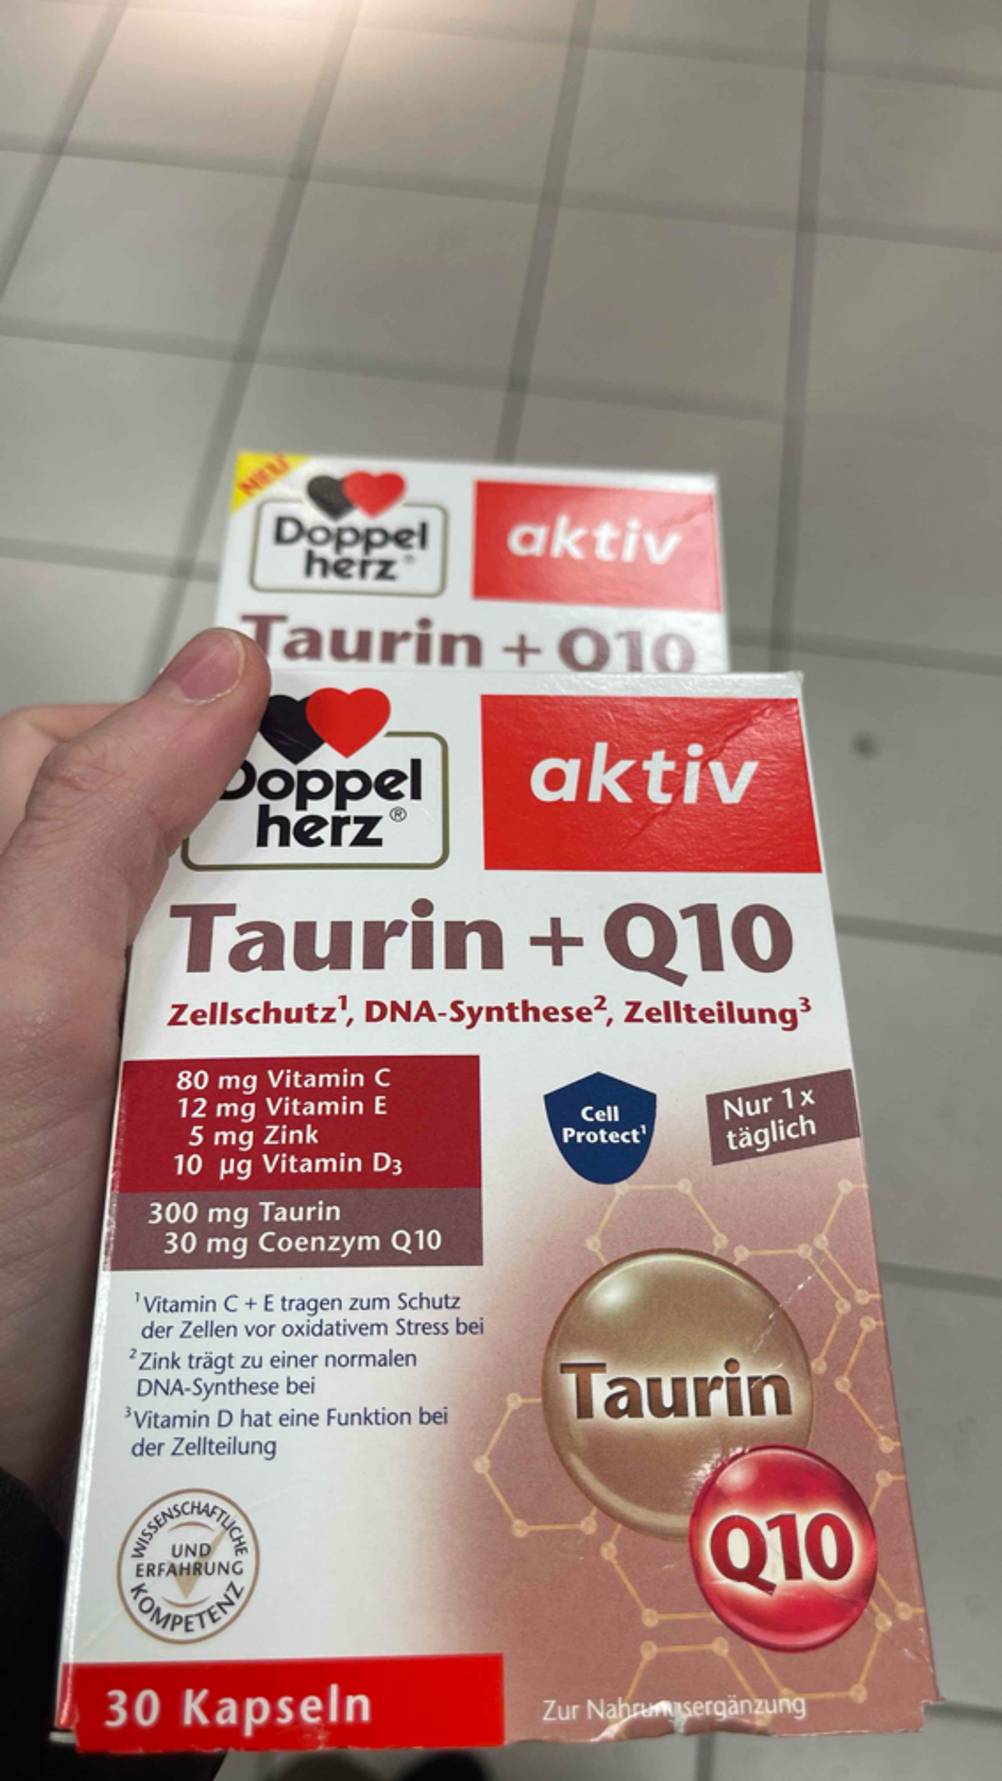 NEU
Doppel
herz®
aktiv
Taurin + Q10
Doppel
herz®
aktiv
Taurin + Q10
Zellschutz¹, DNA-Synthese², Zellteilung³
80 mg Vitamin C
12 mg Vitamin E
5 mg Zink
10 µg Vitamin D₃
300 mg Taurin
30 mg Coenzym Q10
Cell
Protect¹
Nur 1x
täglich
¹Vitamin C + E tragen zum Schutz
der Zellen vor oxidativem Stress bei
²Zink trägt zu einer normalen
DNA-Synthese bei
³Vitamin D hat eine Funktion bei
der Zellteilung
Taurin
Q10
WISSENSCHAFTLICHE
UND
ERFAHRUNG
KOMPETENZ
30 Kapseln
Zur Nahrungsergänzung